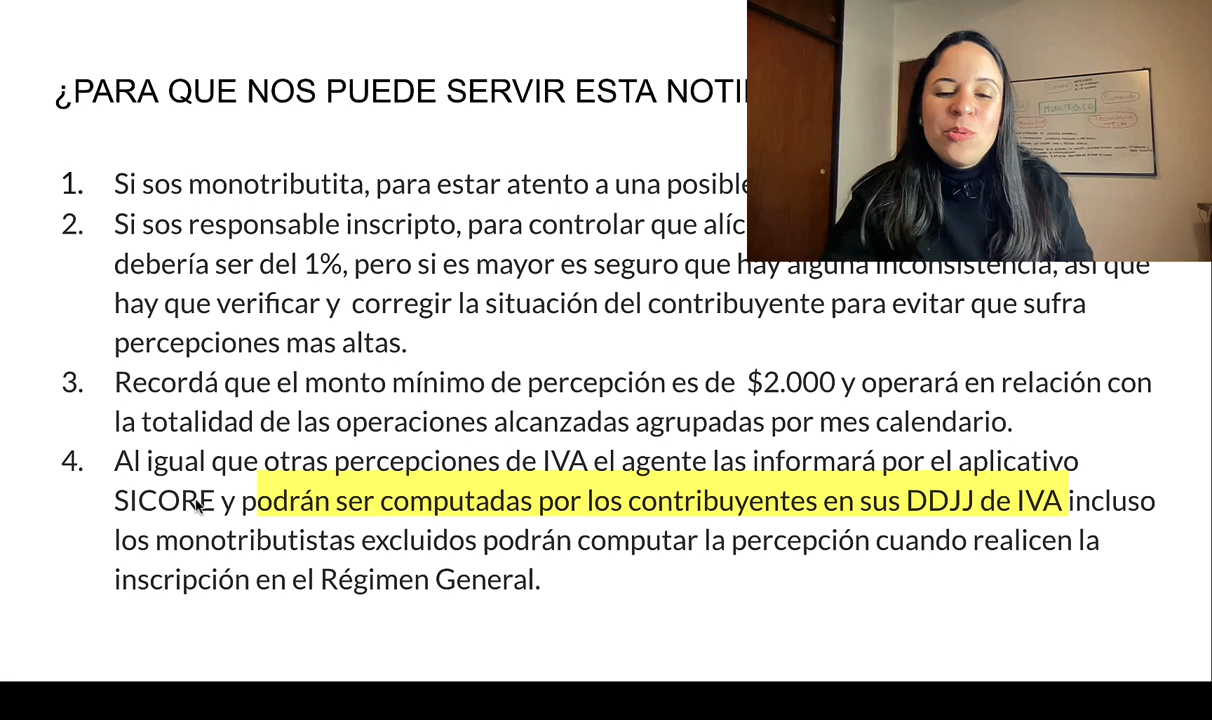 ¿PARA QUE NOS PUEDE SERVIR ESTA
1. Si sos monotributita, para estar atento a una posible
2. Si sos responsable inscripto, para controlar que
debería ser del 1%, pero si es mayor es seguro que hay alguna inconsistencia, así que
hay que verificar y corregir la situación del contribuyente para evitar que sufra
percepciones mas altas.
3. Recordá que el monto mínimo de percepción es de $2.000 y operará en relación con
la totalidad de las operaciones alcanzadas agrupadas por mes calendario.
4. Al igual que otras percepciones de IVA el agente las informará por el aplicativo
SICORE y podrán ser computadas por los contribuyentes en sus DDJJ de IVA incluso
los monotributistas excluidos podrán computar la percepción cuando realicen la
inscripción en el Régimen General.
MONOTRIBUTO